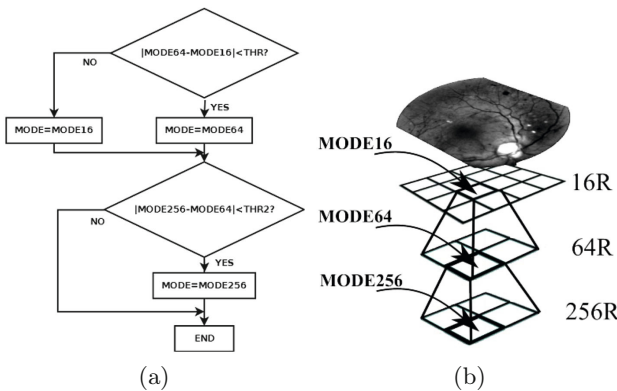 |MODE64-MODE16|<THR?
NO
YES
MODE=MODE16
MODE=MODE64
|MODE256-MODE64|<THR2?
NO
YES
MODE=MODE256
END
(a)
MODE16
16R
MODE64
64R
MODE256
256R
(b)